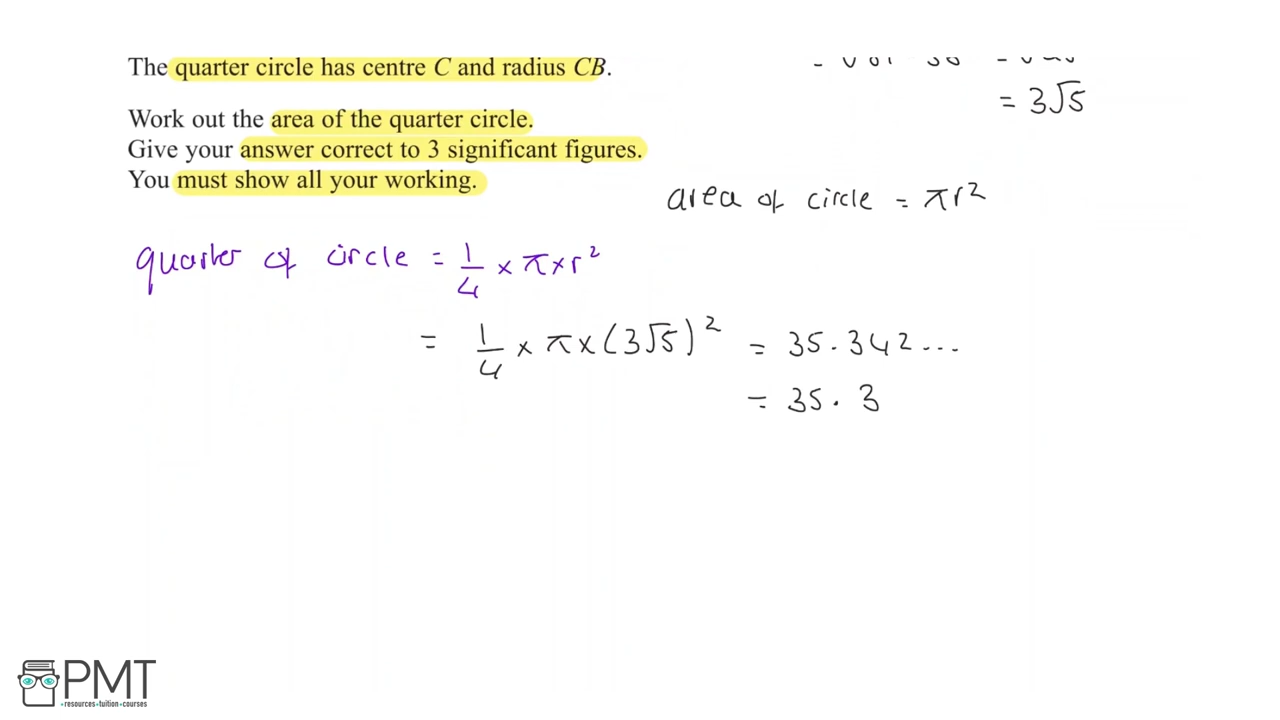 The quarter circle has centre C and radius CB.
= 3√5
Work out the area of the quarter circle.
Give your answer correct to 3 significant figures.
You must show all your working.
area of circle = πr²
quarter of circle = 1/4 × π × r²
= 1/4 × π × (3√5)² = 35.342...
= 35.3
PMT
resources•tuition•courses